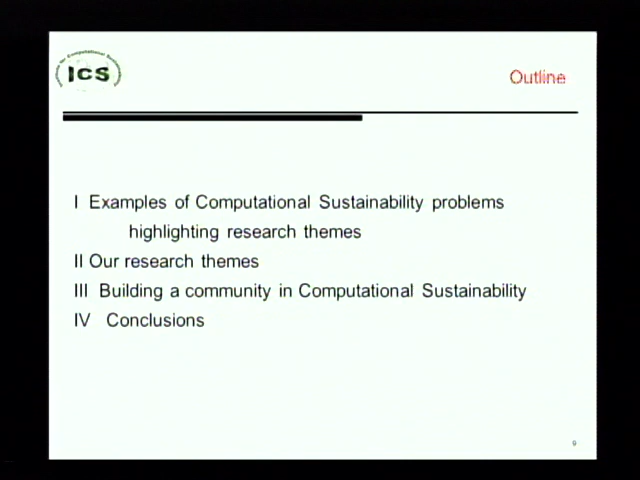 ICS
Outline
I Examples of Computational Sustainability problems
highlighting research themes
II Our research themes
III Building a community in Computational Sustainability
IV Conclusions
9